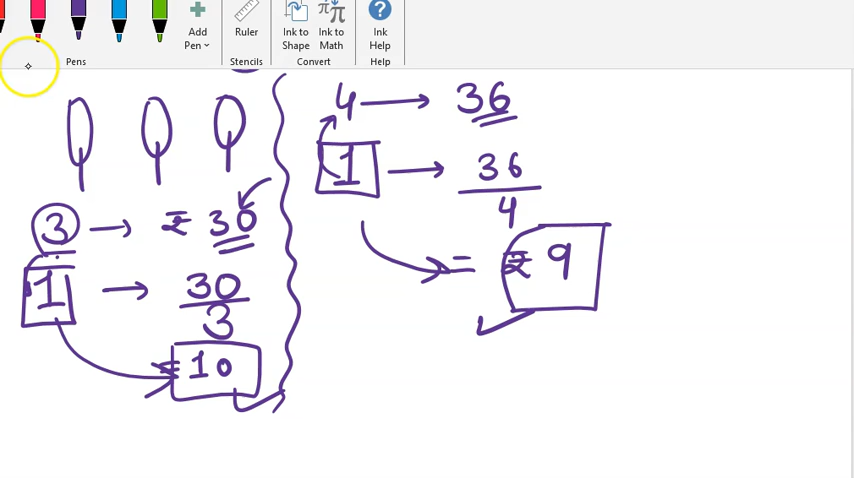 Add
Pen
Ruler
Ink to
Shape
Ink to
Math
Ink
Help
Pens
Stencils
Convert
Help
3 → ₹ 30
1 → 30
3
= 10
4 → 36
1 → 36
4
= ₹ 9